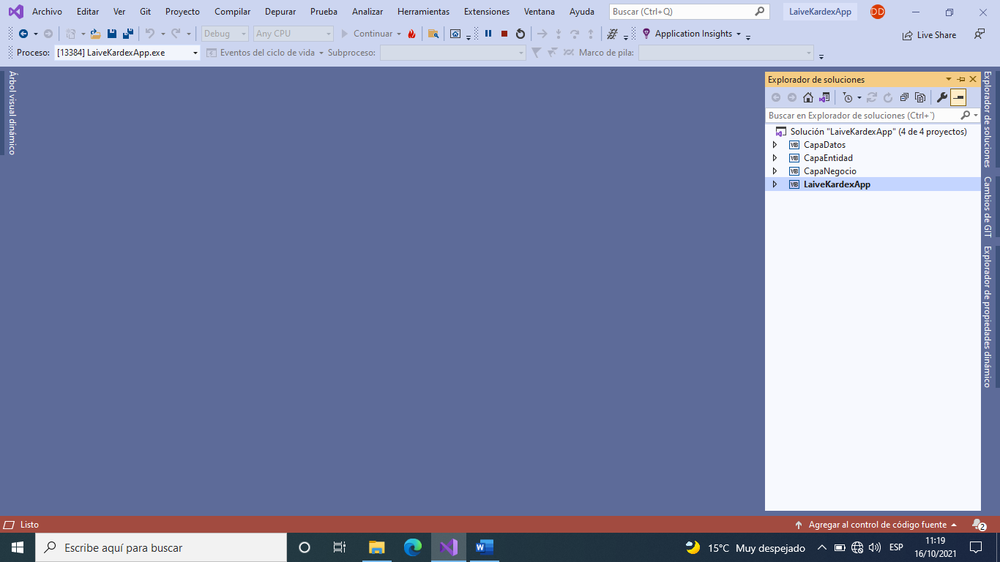 Archivo Editar Ver Git Proyecto Compilar Depurar Prueba Analizar Herramientas Extensiones Ventana Ayuda Buscar (Ctrl+Q) LaiveKardexApp DD
Debug Any CPU Continuar Application Insights Live Share
Proceso: [13384] LaiveKardexApp.exe Eventos del ciclo de vida Subproceso: Marco de pila:
Árbol visual dinámico
Explorador de soluciones
Buscar en Explorador de soluciones (Ctrl+`)
Solución "LaiveKardexApp" (4 de 4 proyectos)
VB CapaDatos
VB CapaEntidad
VB CapaNegocio
VB LaiveKardexApp
Explorador de soluciones
Cambios de GIT
Explorador de propiedades dinámico
Listo Agregar al control de código fuente 2
Escribe aquí para buscar 15°C Muy despejado ESP 11:19
16/10/2021